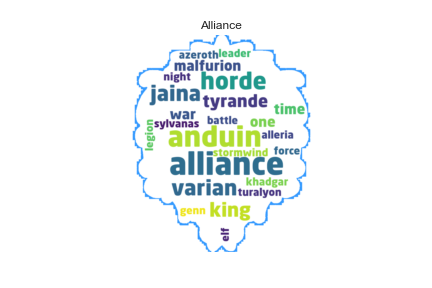 Alliance
azeroth leader
malfurion
night horde
jaina tyrande
war time
sylvanas battle one
legion anduin alleria
stormwind force
alliance
khadgar
varian turalyon
genn king
elf